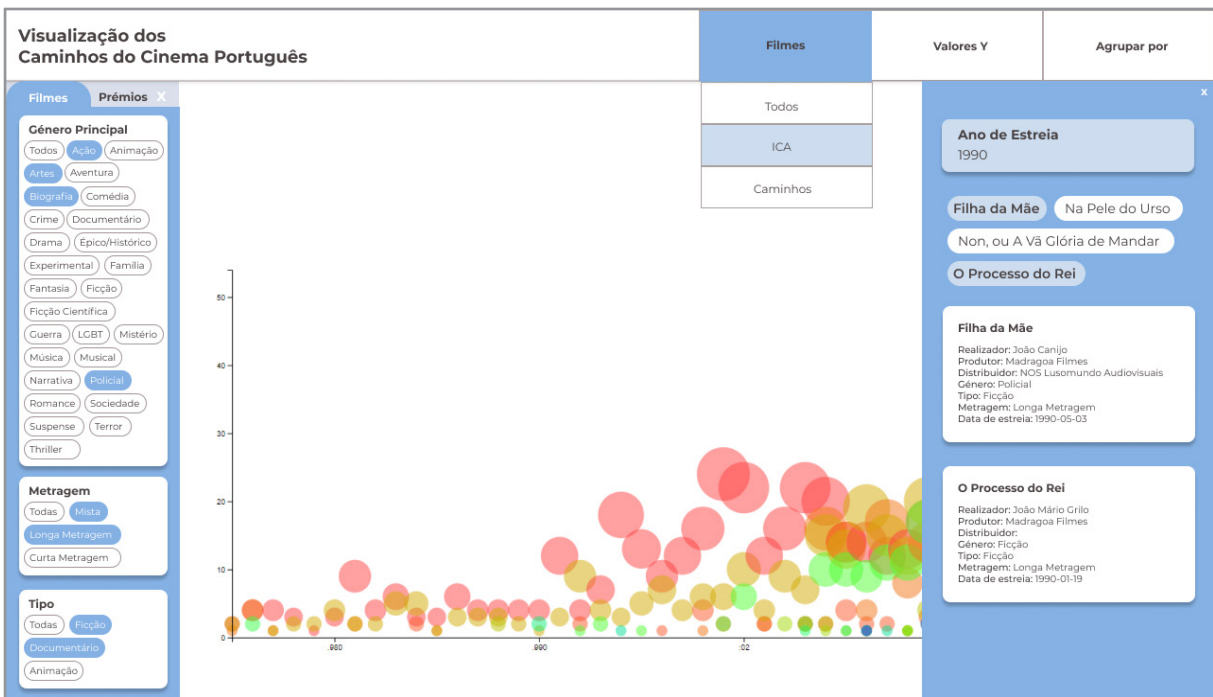 Visualização dos
Caminhos do Cinema Português
Filmes
Valores Y
Agrupar por
Todos
ICA
Caminhos
Filmes
Prémios X
Género Principal
Todos Ação Animação
Artes Aventura
Biografia Comédia
Crime Documentário
Drama Épico/Histórico
Experimental Família
Fantasia Ficção
Ficção Científica
Guerra LGBT Mistério
Música Musical
Narrativa Policial
Romance Sociedade
Suspense Terror
Thriller
Metragem
Todas Mista
Longa Metragem
Curta Metragem
Tipo
Todas Ficção
Documentário
Animação
50
40
30
20
10
0
.980 .990 :02
x
Ano de Estreia
1990
Filha da Mãe Na Pele do Urso
Non, ou A Vã Glória de Mandar
O Processo do Rei
Filha da Mãe
Realizador: João Canijo
Produtor: Madragoa Filmes
Distribuidor: NOS Lusomundo Audiovisuais
Género: Policial
Tipo: Ficção
Metragem: Longa Metragem
Data de estreia: 1990-05-03
O Processo do Rei
Realizador: João Mário Grilo
Produtor: Madragoa Filmes
Distribuidor:
Género: Ficção
Tipo: Ficção
Metragem: Longa Metragem
Data de estreia: 1990-01-19